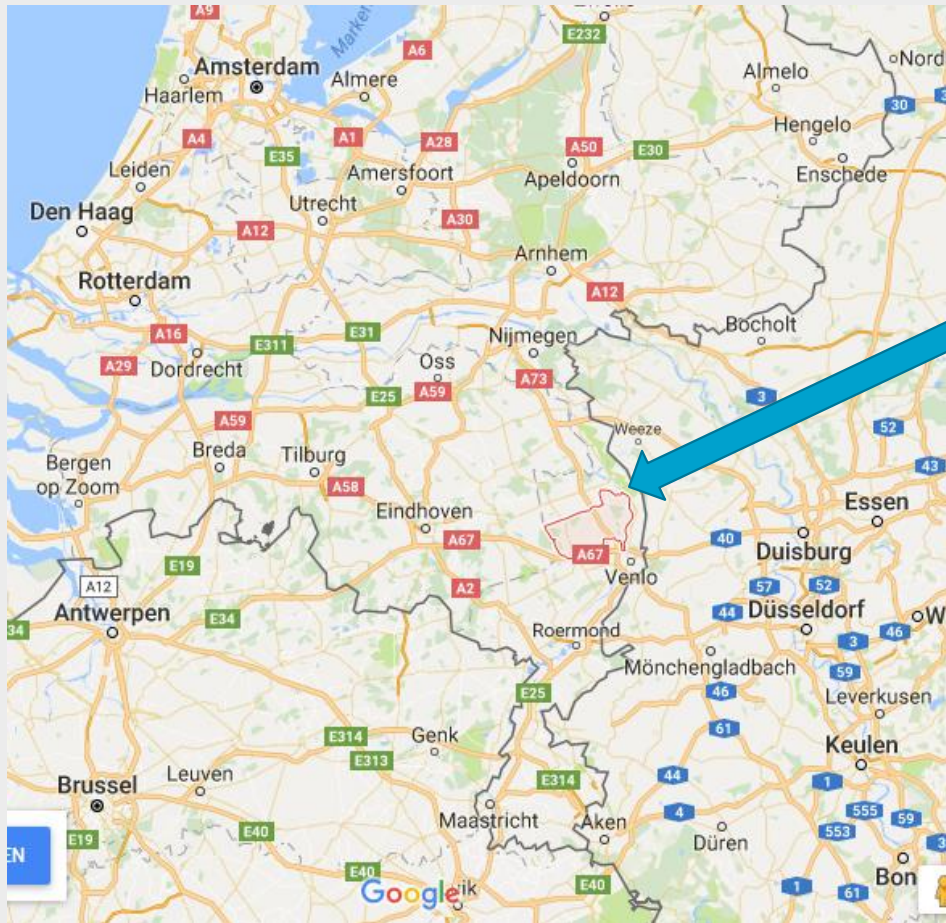 A9
E232
Amsterdam
A6
Almere
Haarlem
Almelo
30
A4
A1
A28
A50
E30
Hengelo
E35
Leiden
Amersfoort
Apeldoorn
Enschede
Utrecht
Den Haag
A12
A30
Arnhem
Rotterdam
A12
A16
E31
Nijmegen
Bocholt
E311
Dordrecht
Oss
A29
A73
A59
E25
3
A59
Weeze
52
Breda
Tilburg
43
Bergen
op Zoom
A58
Essen
Eindhoven
A67
A67
40
Duisburg
E19
Venlo
A12
A2
57
52
Antwerpen
E34
44
Düsseldorf
34
Roermond
3
46
Mönchengladbach
59
E25
46
Leverkusen
E314
Genk
61
Keulen
E313
Brussel
Leuven
E314
44
1
Maastricht
Aken
4
555
59
E19
E40
Düren
553
EN
E40
Google
E40
1
61